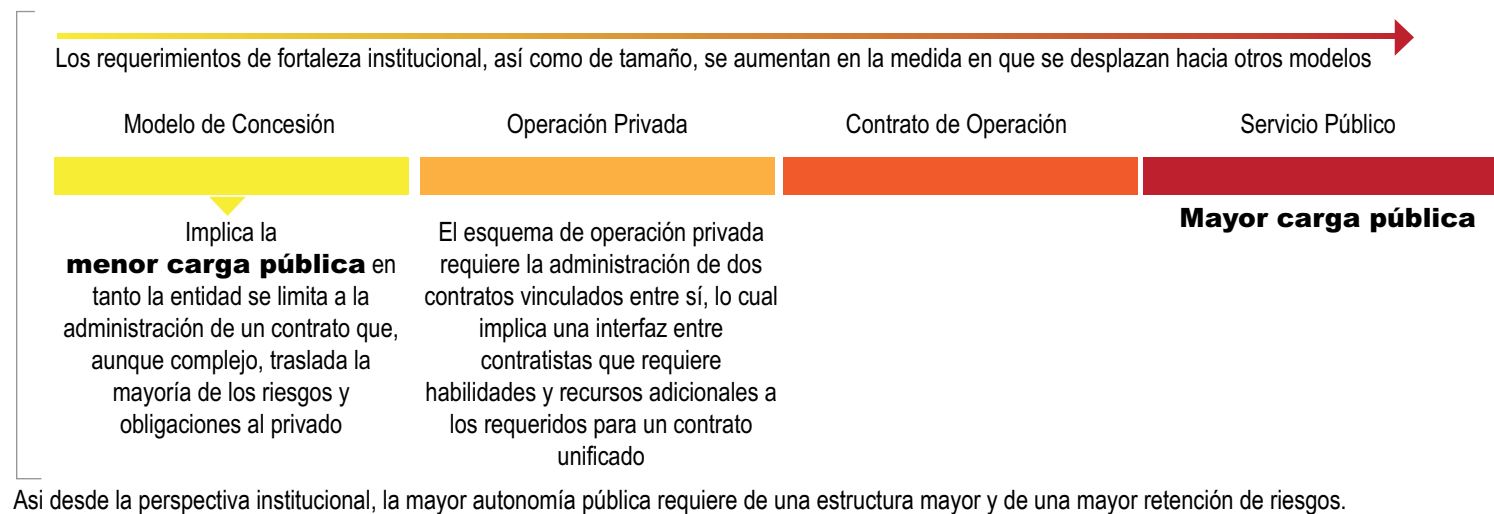 Los requerimientos de fortaleza institucional, así como de tamaño, se aumentan en la medida en que se desplazan hacia otros modelos
Modelo de Concesión
Operación Privada
Contrato de Operación
Servicio Público
Implica la
menor carga pública en
tanto la entidad se limita a la
administración de un contrato que,
aunque complejo, traslada la
mayoría de los riesgos y
obligaciones al privado
El esquema de operación privada
requiere la administración de dos
contratos vinculados entre sí, lo cual
implica una interfaz entre
contratistas que requiere
habilidades y recursos adicionales a
los requeridos para un contrato
unificado
Mayor carga pública
Asi desde la perspectiva institucional, la mayor autonomía pública requiere de una estructura mayor y de una mayor retención de riesgos.